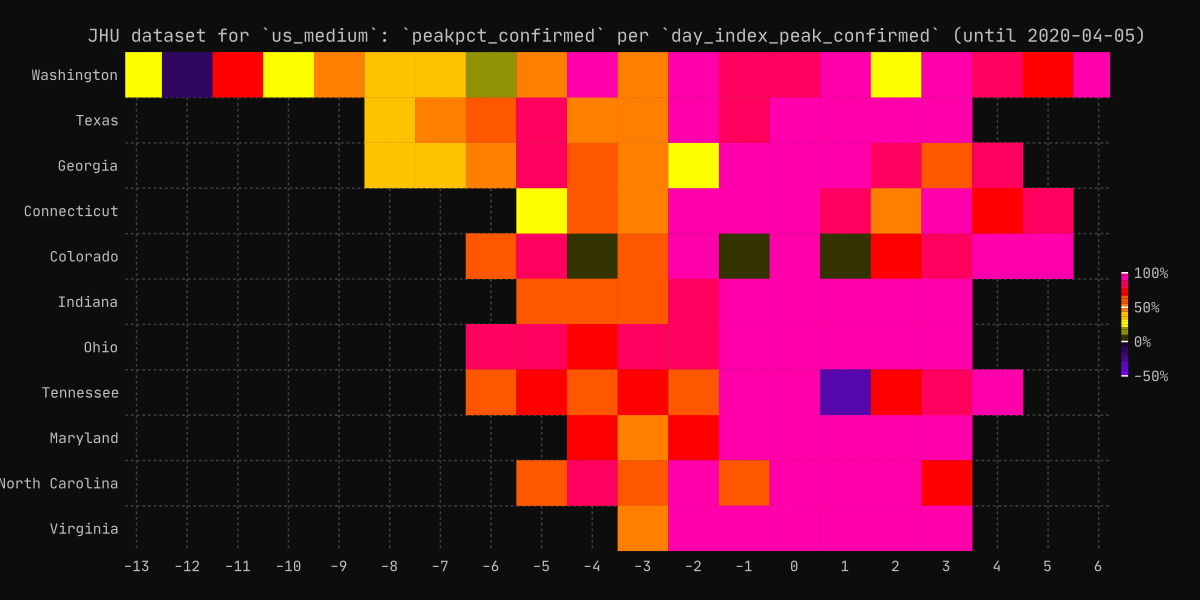 JHU dataset for `us_medium`: `peakpct_confirmed` per `day_index_peak_confirmed` (until 2020-04-05)
Washington
Texas
Georgia
Connecticut
Colorado
Indiana
Ohio
Tennessee
Maryland
North Carolina
Virginia
-13 -12 -11 -10 -9 -8 -7 -6 -5 -4 -3 -2 -1 0 1 2 3 4 5 6
100%
50%
0%
-50%